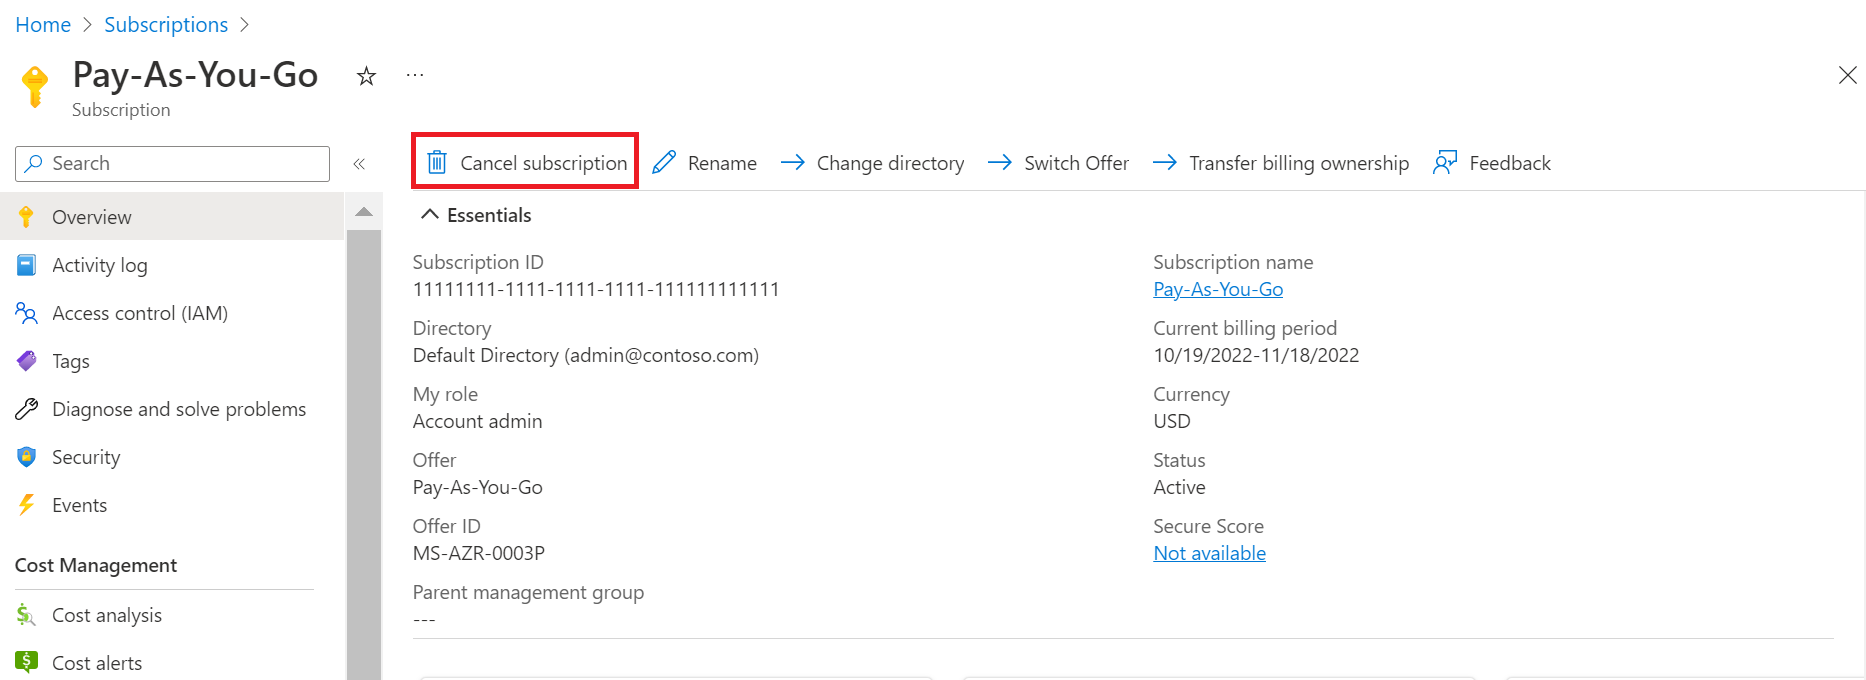 Home > Subscriptions >
Pay-As-You-Go ...
Subscription
Search «
Cancel subscription Rename Change directory Switch Offer Transfer billing ownership Feedback
Overview
Activity log
Access control (IAM)
Tags
Diagnose and solve problems
Security
Events
Cost Management
Cost analysis
Cost alerts
Essentials
Subscription ID
11111111-1111-1111-1111-111111111111
Directory
Default Directory (admin@contoso.com)
My role
Account admin
Offer
Pay-As-You-Go
Offer ID
MS-AZR-0003P
Parent management group
---
Subscription name
Pay-As-You-Go
Current billing period
10/19/2022-11/18/2022
Currency
USD
Status
Active
Secure Score
Not available